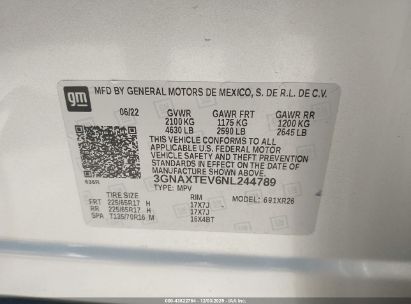 gm MFD BY GENERAL MOTORS DE MEXICO, S. DE R.L. DE C.V.
06/22 GVWR GAWR FRT GAWR RR
2100 KG 1175 KG 1200 KG
4630 LB 2590 LB 2645 LB
THIS VEHICLE CONFORMS TO ALL
APPLICABLE U.S. FEDERAL MOTOR
VEHICLE SAFETY AND THEFT PREVENTION
STANDARDS IN EFFECT ON THE DATE OF
MANUFACTURE SHOWN ABOVE.
3GNAXTEV6NL244789
TYPE: MPV
TIRE SIZE RIM MODEL: 691XR26
FRT 225/65R17 H 17X7J
RR 225/65R17 H 17X7J
SPA T135/70R16 M 16X4BT